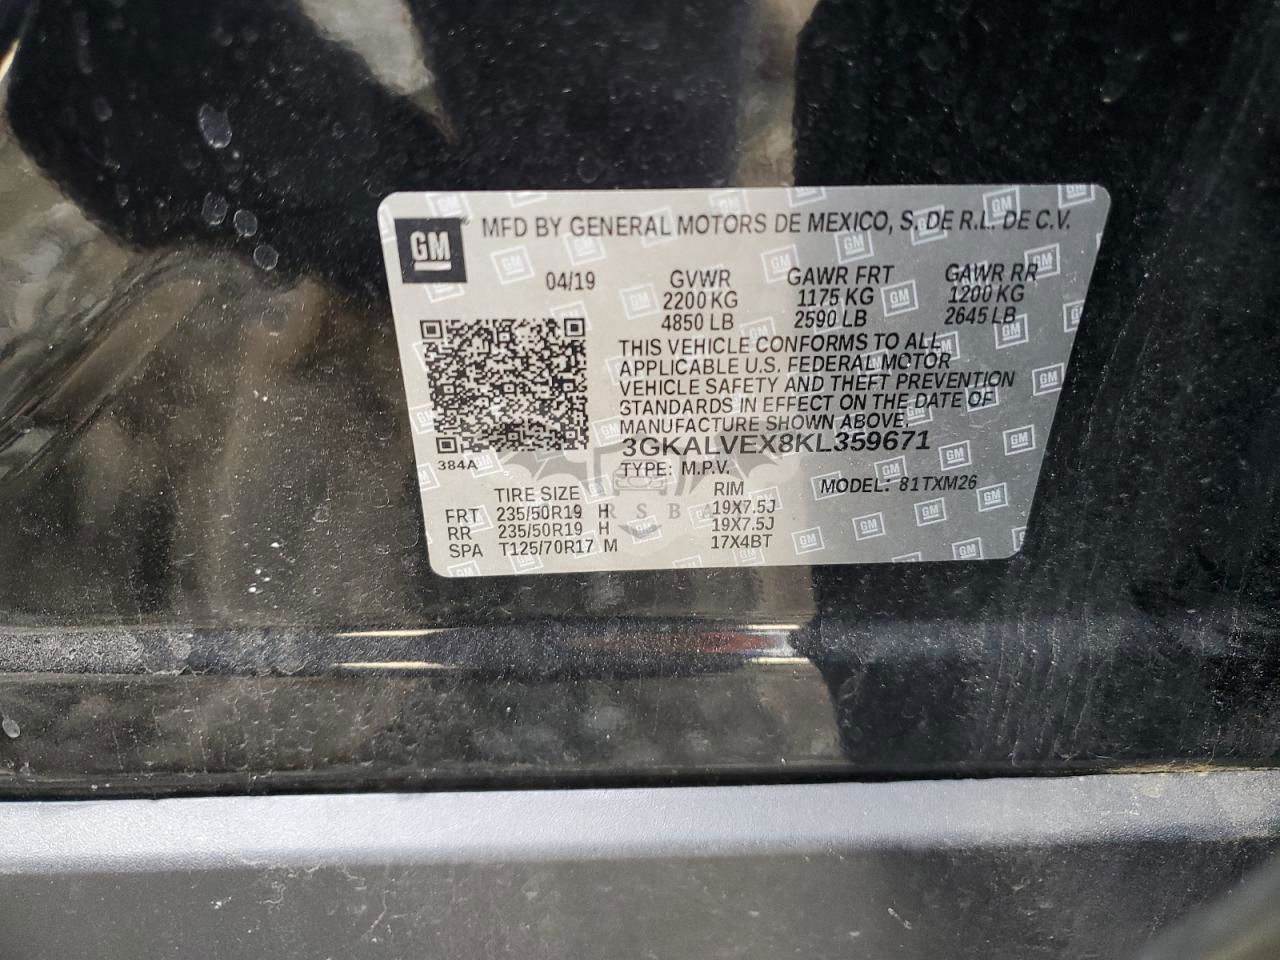 GM MFD BY GENERAL MOTORS DE MEXICO, S. DE R.L. DE C.V.
04/19 GVWR GAWR FRT GAWR RR
2200 KG 1175 KG 1200 KG
4850 LB 2590 LB 2645 LB
THIS VEHICLE CONFORMS TO ALL
APPLICABLE U.S. FEDERAL MOTOR
VEHICLE SAFETY AND THEFT PREVENTION
STANDARDS IN EFFECT ON THE DATE OF
MANUFACTURE SHOWN ABOVE.
3GKALVEX8KL359671
384A
TYPE: M.P.V. MODEL: 81TXM26
TIRE SIZE RIM
FRT 235/50R19 H 19X7.5J
RR 235/50R19 H 19X7.5J
SPA T125/70R17 M 17X4BT